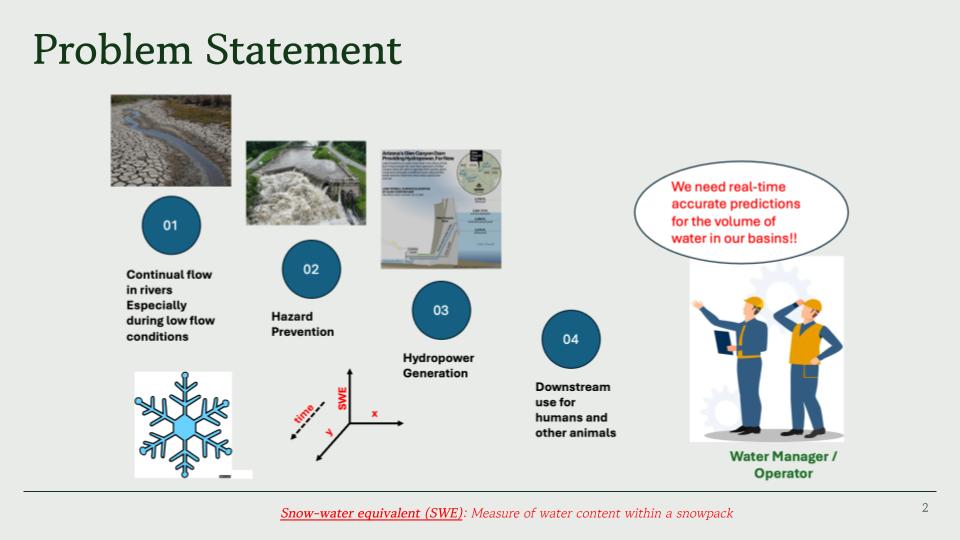 Problem Statement
Arizona's Glen Canyon Dam
Providing Hydropower, For Now
01
Continual flow
in rivers
Especially
during low flow
conditions
02
Hazard
Prevention
03
Hydropower
Generation
04
Downstream
use for
humans and
other animals
We need real-time
accurate predictions
for the volume of
water in our basins!!
Water Manager /
Operator
time
SWE
x
y
Snow-water equivalent (SWE): Measure of water content within a snowpack
2